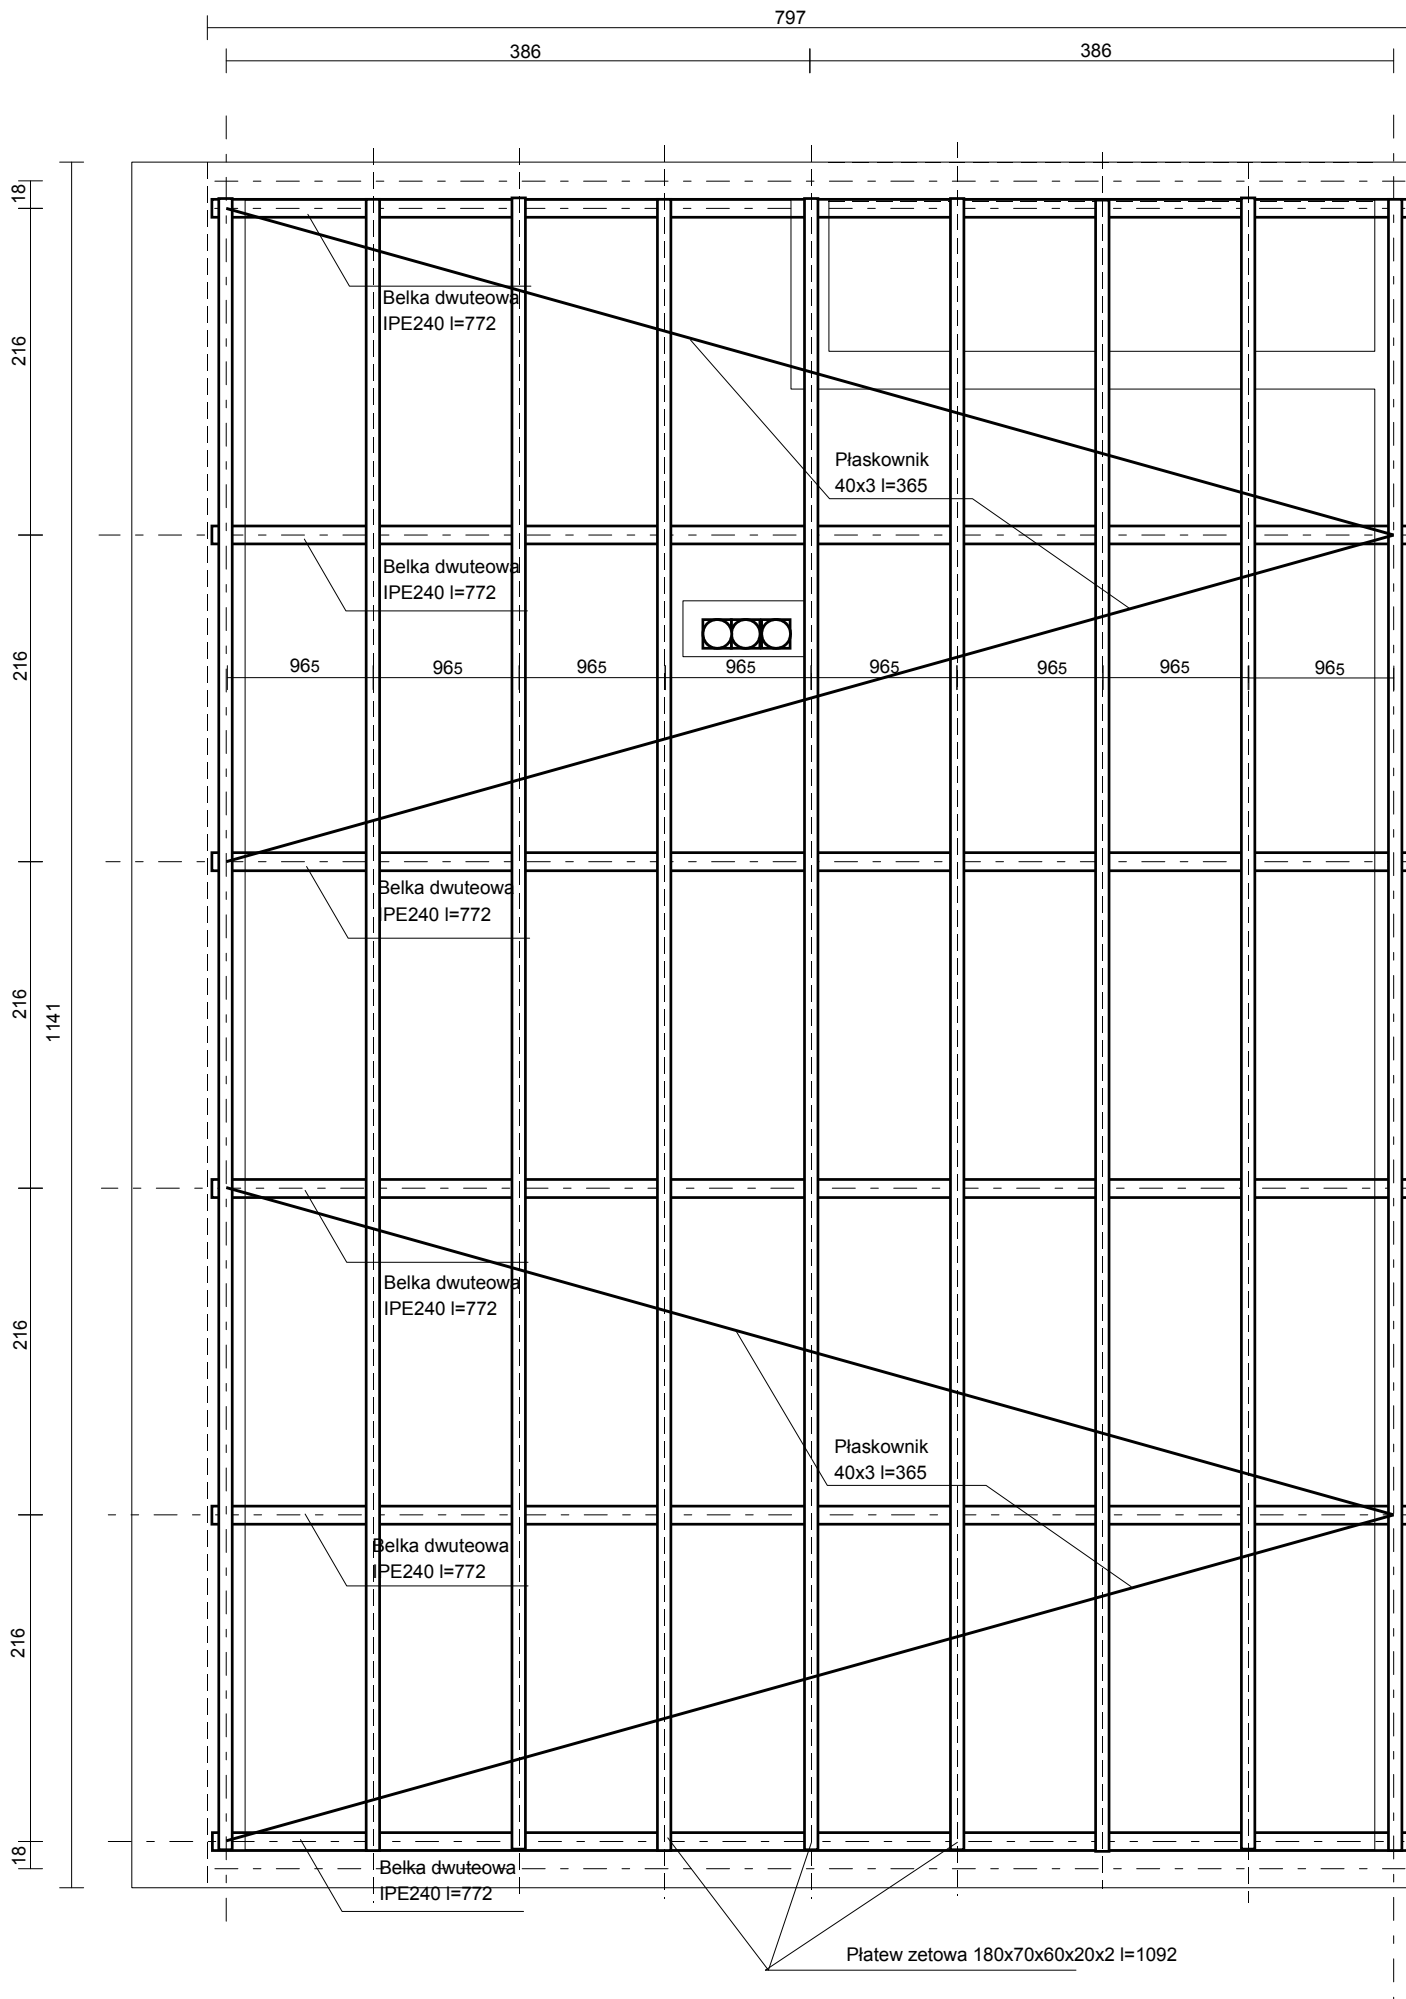 797
386
386
18
Belka dwuteowa
IPE240 l=772
216
Płaskownik
40x3 l=365
Belka dwuteowa
IPE240 l=772
216
965
965
965
965
965
965
965
965
Belka dwuteowa
IPE240 l=772
216
1141
Belka dwuteowa
IPE240 l=772
216
Płaskownik
40x3 l=365
Belka dwuteowa
IPE240 l=772
216
18
Belka dwuteowa
IPE240 l=772
Płatew zetowa 180x70x60x20x2 l=1092